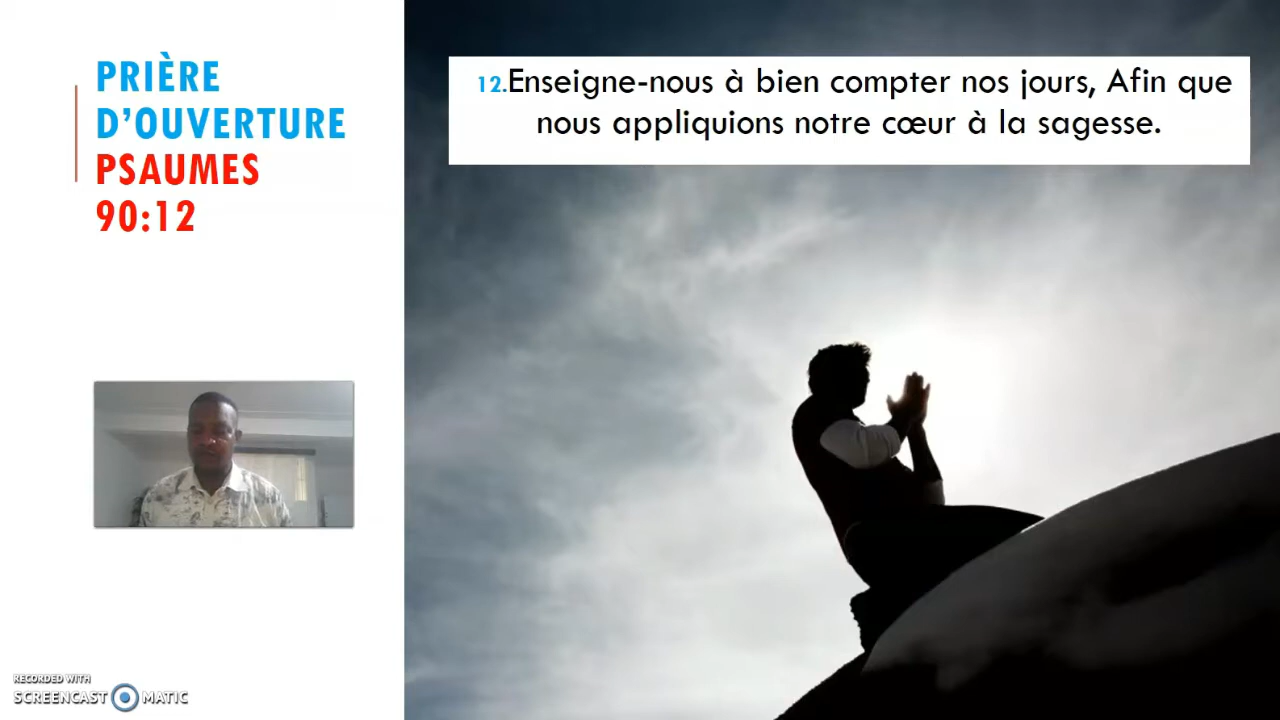 PRIÈRE
D’OUVERTURE
PSAUMES
90:12
12.Enseigne-nous à bien compter nos jours, Afin que
nous appliquions notre cœur à la sagesse.
RECORDED WITH
SCREENCAST MATIC